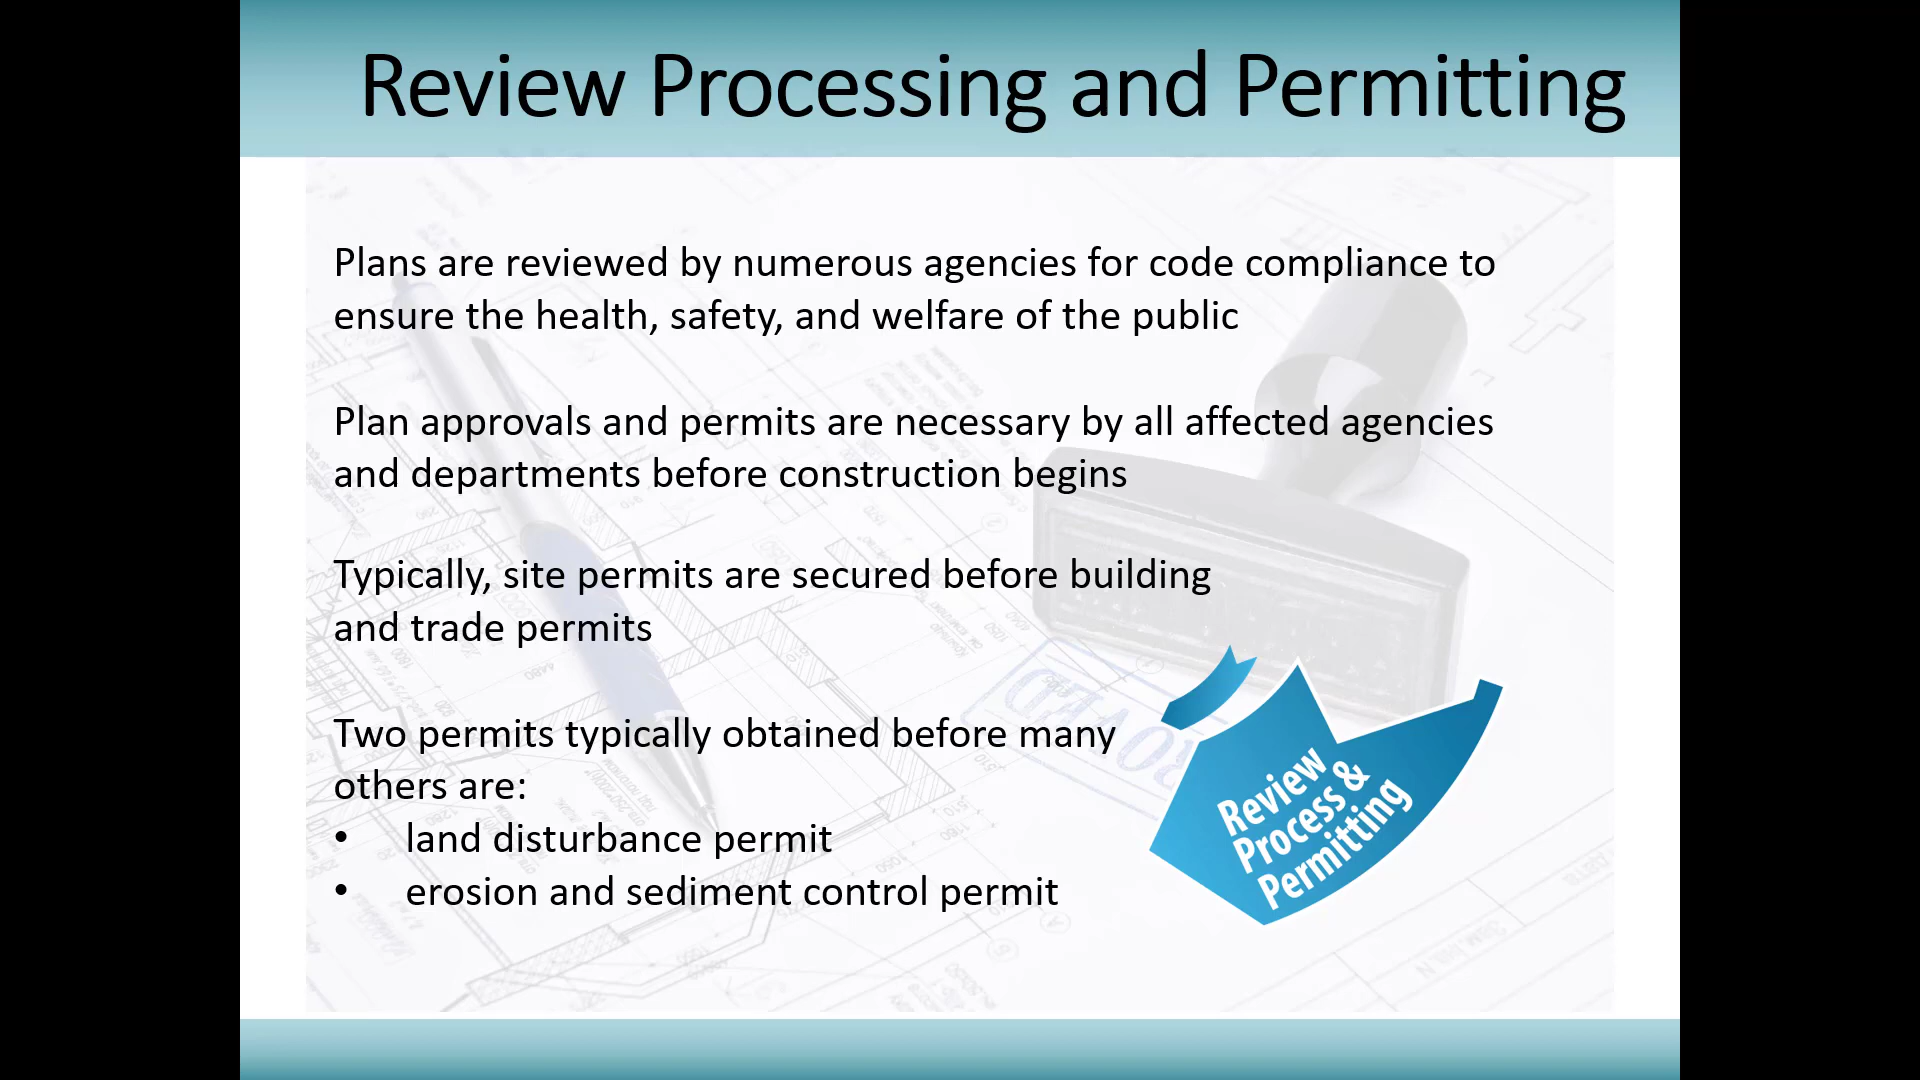 Review Processing and Permitting
Plans are reviewed by numerous agencies for code compliance to
ensure the health, safety, and welfare of the public
Plan approvals and permits are necessary by all affected agencies
and departments before construction begins
Typically, site permits are secured before building
and trade permits
Two permits typically obtained before many
others are:
• land disturbance permit
• erosion and sediment control permit
Review
Process &
Permitting